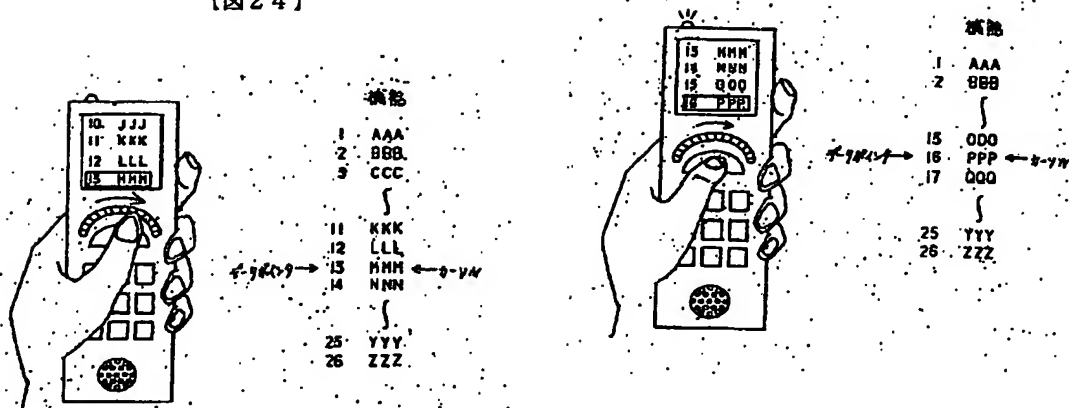 【図24】
10. JJJ
11 KKK
12 LLL
13 MMM
機能
1 AAA
2 BBB
3 CCC
11 KKK
12 LLL
データポインタ→ 13 MMM ←カーソル
14 NNN
25 YYY
26 ZZZ
13 MMM
14 NNN
15 OOO
16 PPP
機能
1 AAA
2 BBB
15 OOO
データポインタ→ 16 PPP ←カーソル
17 QQQ
25 YYY
26 ZZZ